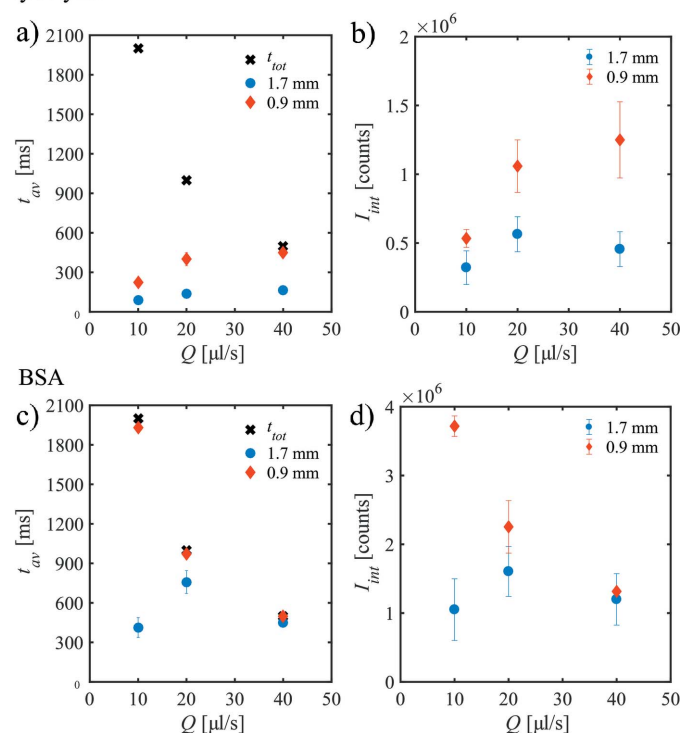 a)
2100
1800
1500
1200
900
600
300
0
t_av [ms]
t_tot
1.7 mm
0.9 mm
0 10 20 30 40 50
Q [μl/s]
b)
×10⁶
2
1.5
1
0.5
0
I_int [counts]
1.7 mm
0.9 mm
0 10 20 30 40 50
Q [μl/s]
BSA
c)
2100
1800
1500
1200
900
600
300
0
t_av [ms]
t_tot
1.7 mm
0.9 mm
0 10 20 30 40 50
Q [μl/s]
d)
×10⁶
4
3
2
1
0
I_int [counts]
1.7 mm
0.9 mm
0 10 20 30 40 50
Q [μl/s]